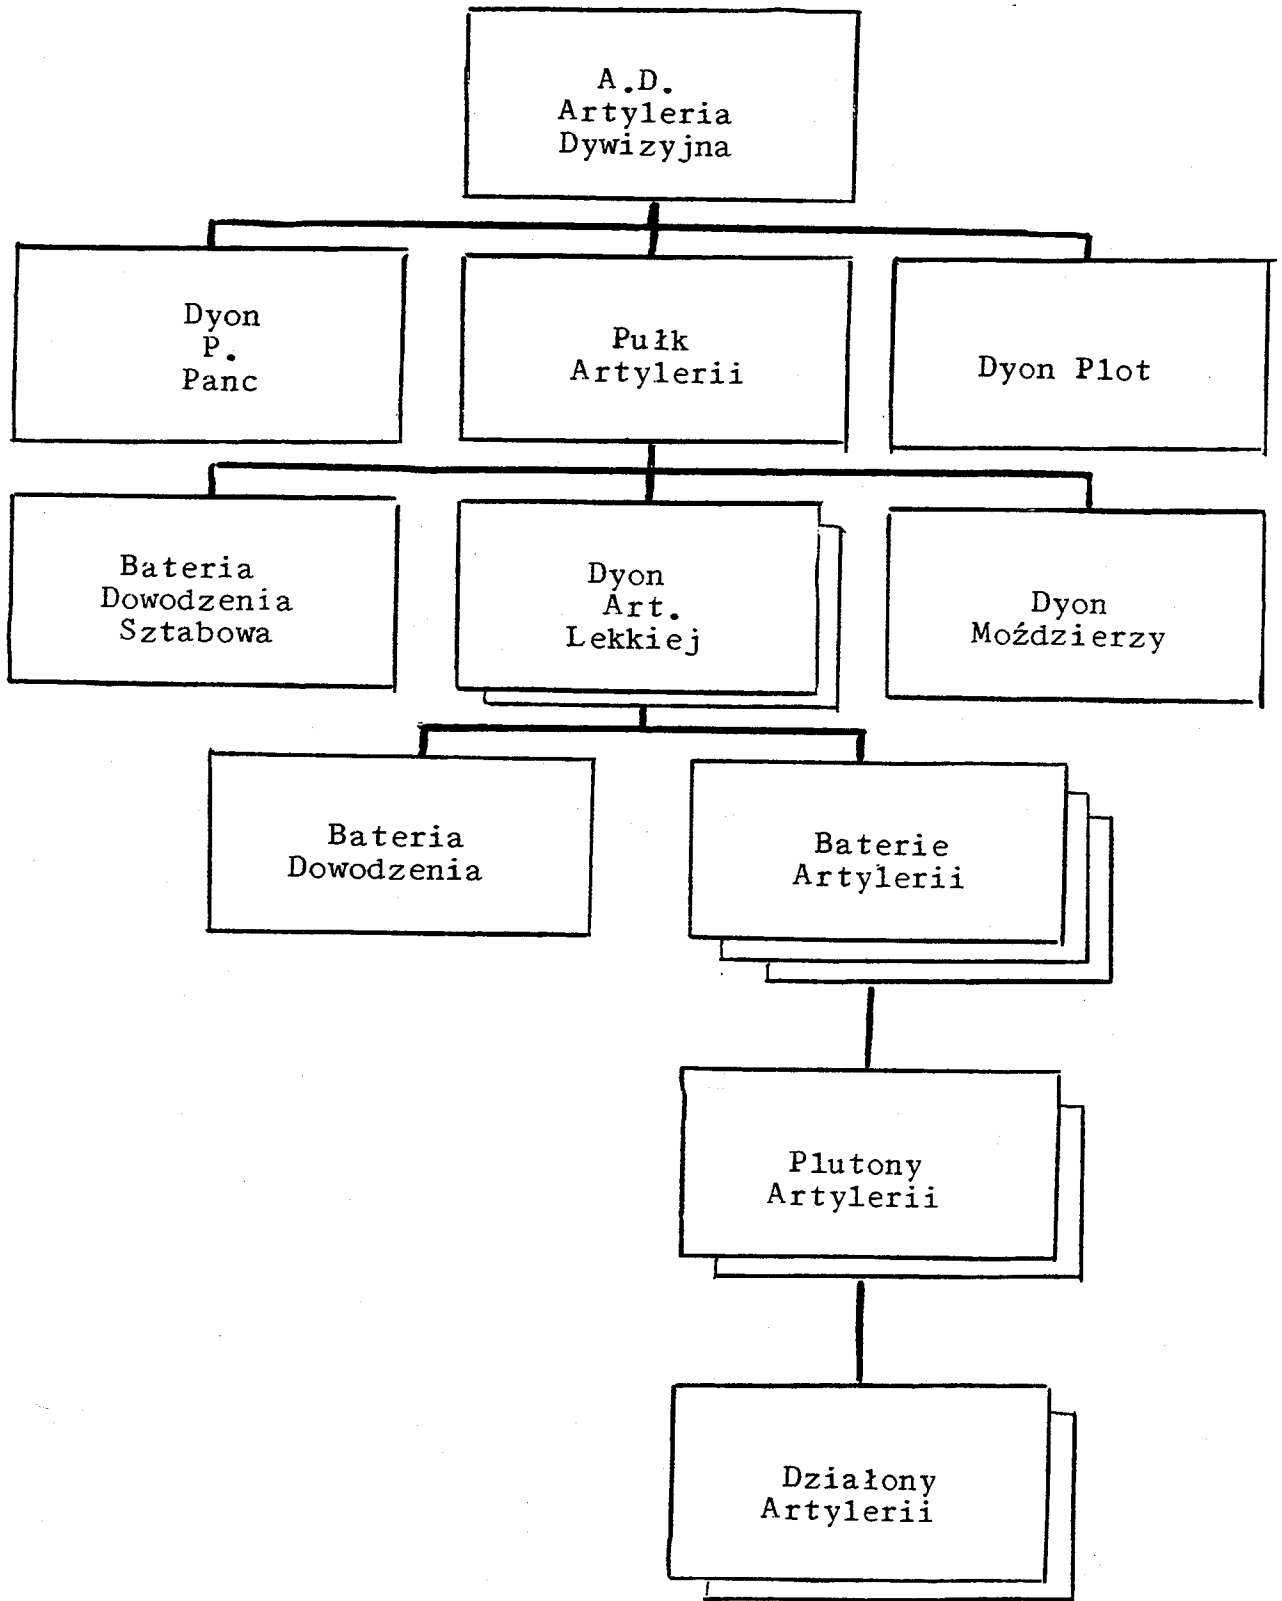 A.D.
Artyleria
Dywizyjna
Dyon
P.
Panc
Pułk
Artylerii
Dyon Plot
Bateria
Dowodzenia
Sztabowa
Dyon
Art.
Lekkiej
Dyon
Moździerzy
Bateria
Dowodzenia
Baterie
Artylerii
Plutony
Artylerii
Działony
Artylerii